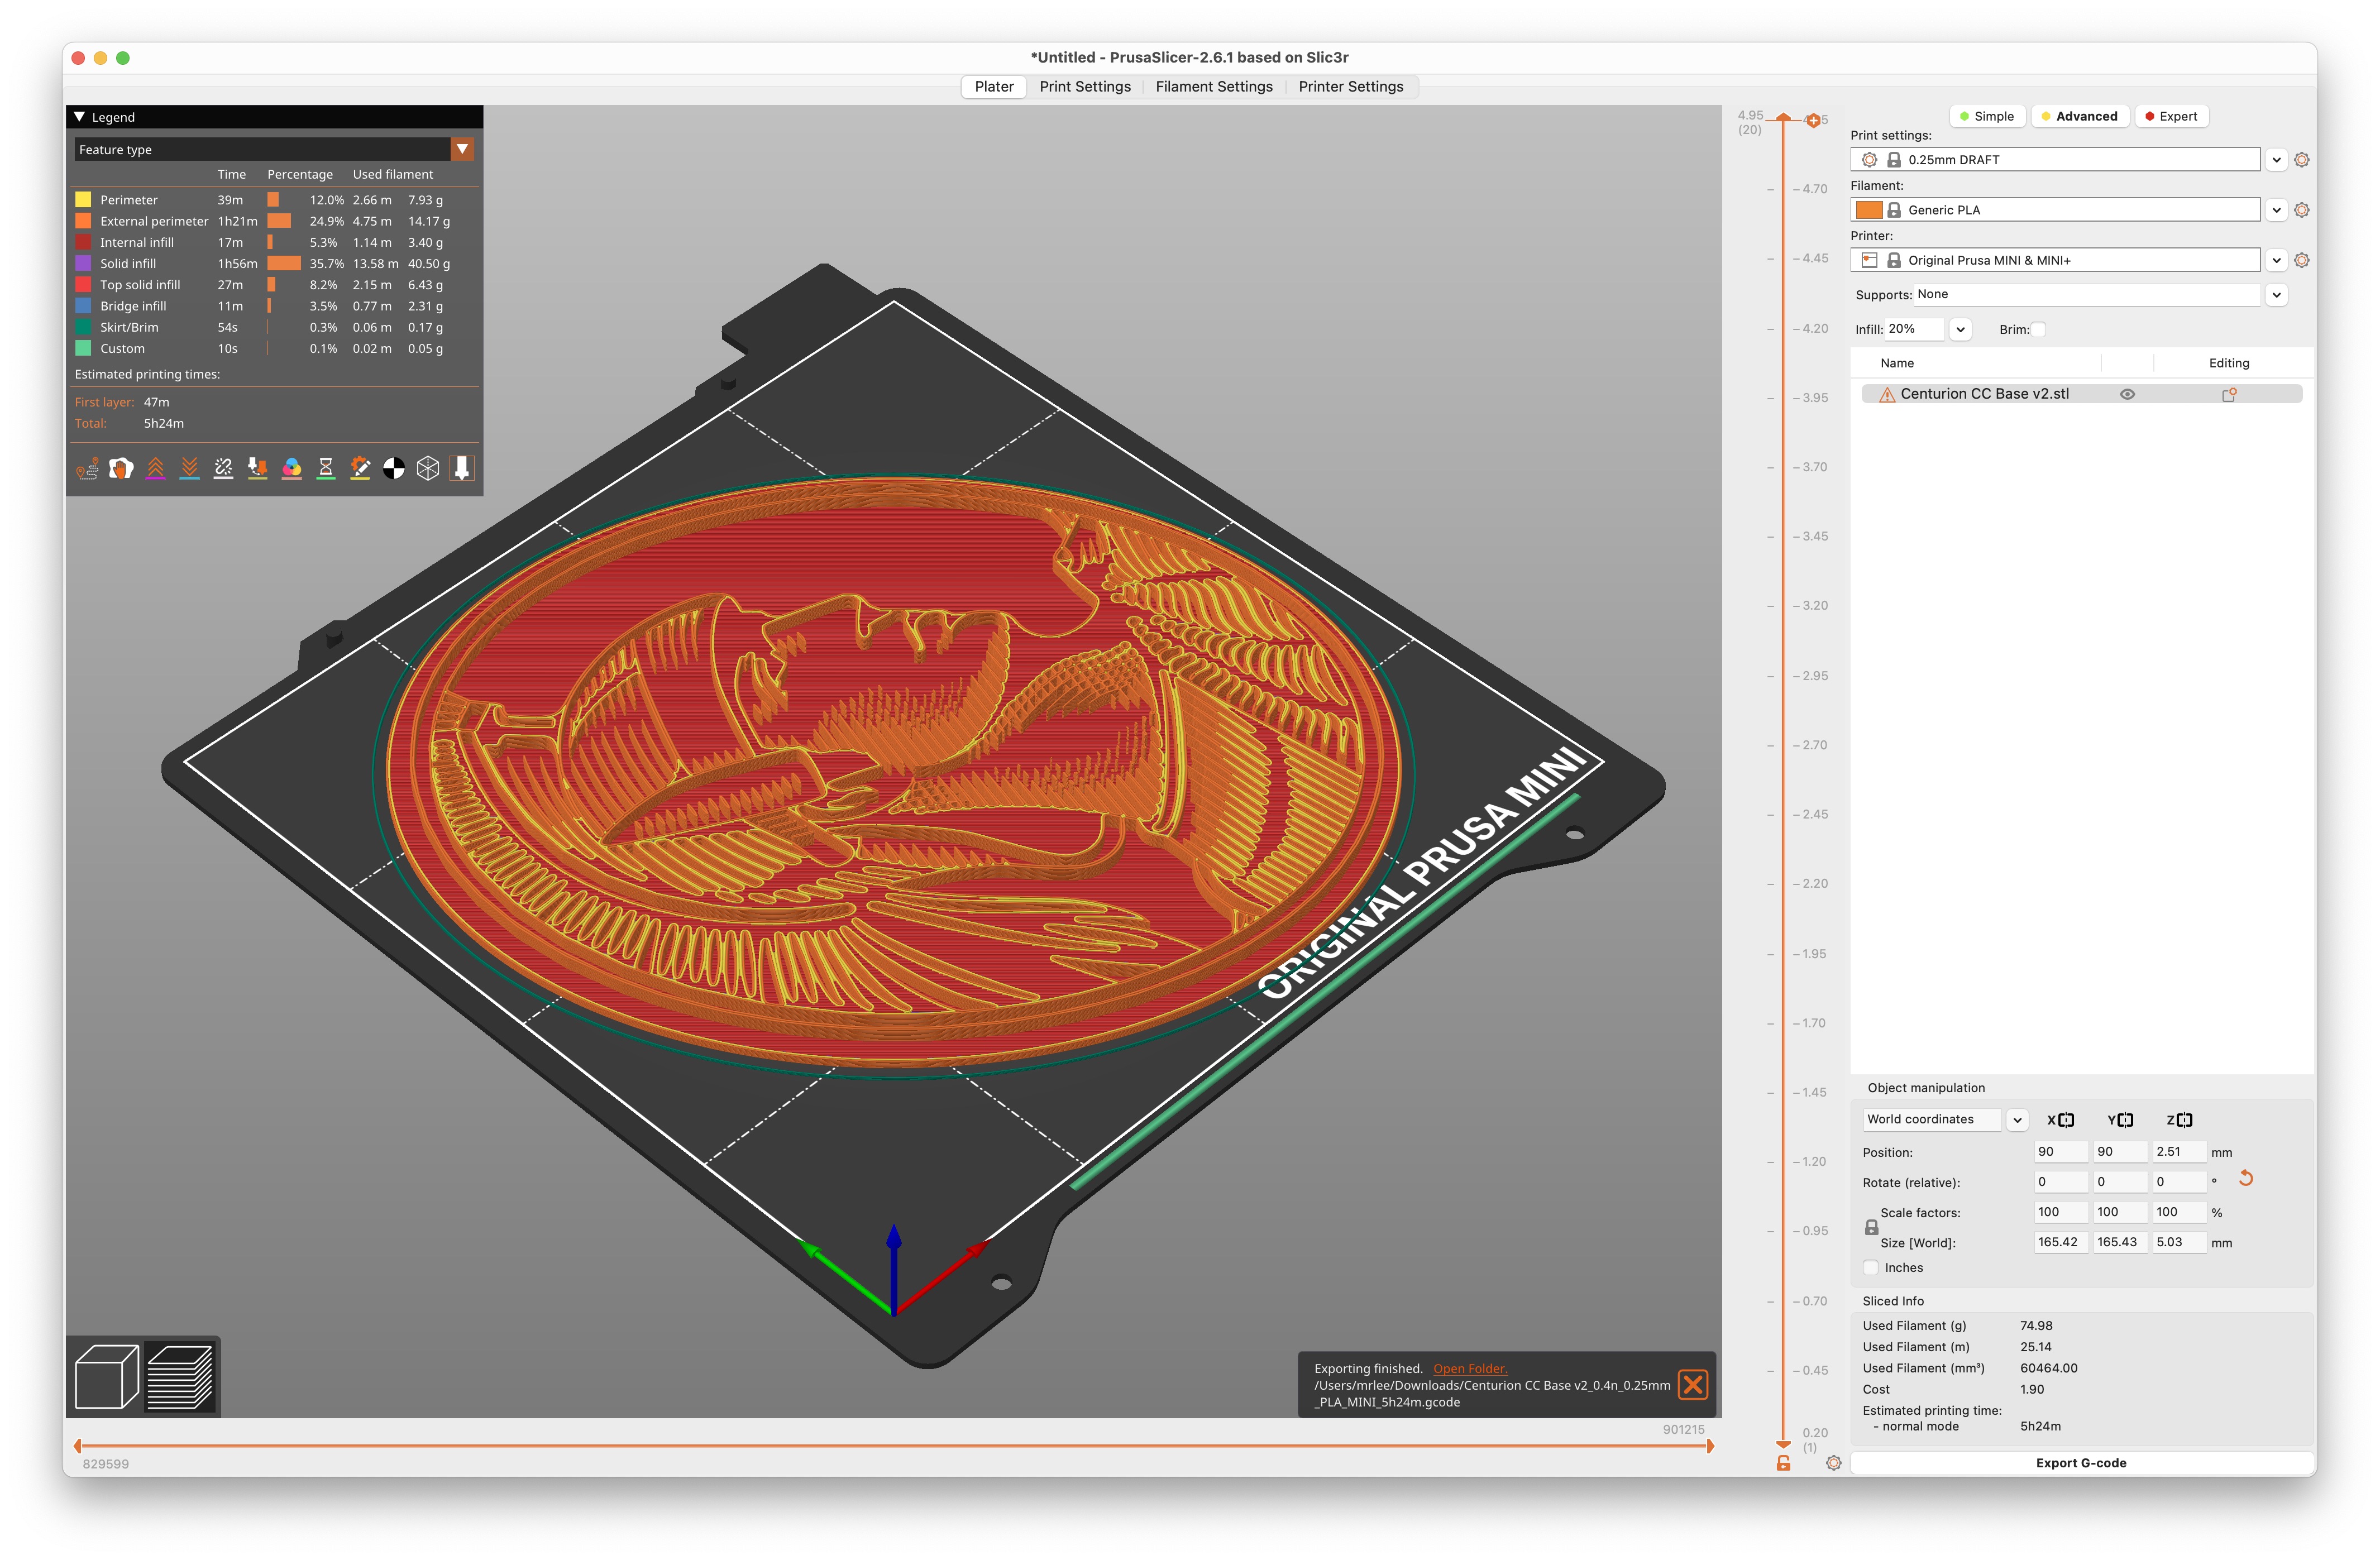 *Untitled - PrusaSlicer-2.6.1 based on Slic3r
Plater Print Settings Filament Settings Printer Settings
Legend
Feature type
Time Percentage Used filament
Perimeter 39m 12.0% 2.66 m 7.93 g
External perimeter 1h21m 24.9% 4.75 m 14.17 g
Internal infill 17m 5.3% 1.14 m 3.40 g
Solid infill 1h56m 35.7% 13.58 m 40.50 g
Top solid infill 27m 8.2% 2.15 m 6.43 g
Bridge infill 11m 3.5% 0.77 m 2.31 g
Skirt/Brim 54s 0.3% 0.06 m 0.17 g
Custom 10s 0.1% 0.02 m 0.05 g
Estimated printing times:
First layer: 47m
Total: 5h24m
ORIGINAL PRUSA MINI
Exporting finished. Open Folder.
/Users/mrlee/Downloads/Centurion CC Base v2_0.4n_0.25mm
_PLA_MINI_5h24m.gcode
901215
829599
4.95
(20)
4.70
4.45
4.20
3.95
3.70
3.45
3.20
2.95
2.70
2.45
2.20
1.95
1.70
1.45
1.20
0.95
0.70
0.45
0.20
(1)
Simple Advanced Expert
Print settings:
0.25mm DRAFT
Filament:
Generic PLA
Printer:
Original Prusa MINI & MINI+
Supports: None
Infill: 20% Brim:
Name Editing
Centurion CC Base v2.stl
Object manipulation
World coordinates X Y Z
Position: 90 90 2.51 mm
Rotate (relative): 0 0 0 °
Scale factors: 100 100 100 %
Size [World]: 165.42 165.43 5.03 mm
Inches
Sliced Info
Used Filament (g) 74.98
Used Filament (m) 25.14
Used Filament (mm³) 60464.00
Cost 1.90
Estimated printing time:
- normal mode 5h24m
Export G-code